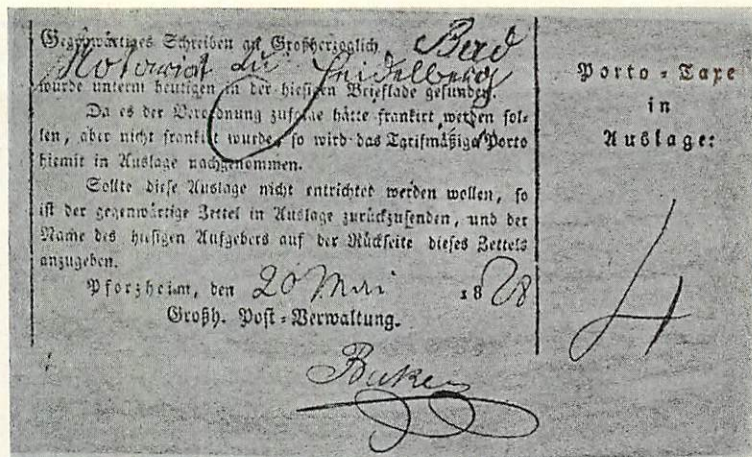 Gegenwärtiges Schreiben an Großherzoglich Bad
Notariat zu Heidelberg
wurde unterm heutigen in der hiesigen Brieflade gefunden.
Da es der Verordnung zufolge hätte frankirt werden sol-
len, aber nicht frankirt wurde, so wird das Tarifmäßige Porto
hiemit in Auslage nachgenommen.
Sollte diese Auslage nicht entrichtet werden wollen, so
ist der gegenwärtige Zettel in Auslage zurückzusenden, und der
Name des hiesigen Aufgebers auf der Rückseite dieses Zettels
anzugeben.
Pforzheim, den 20 Mai 1828
Großh. Post-Verwaltung.
Porto-Taxe
in
Auslage:
4